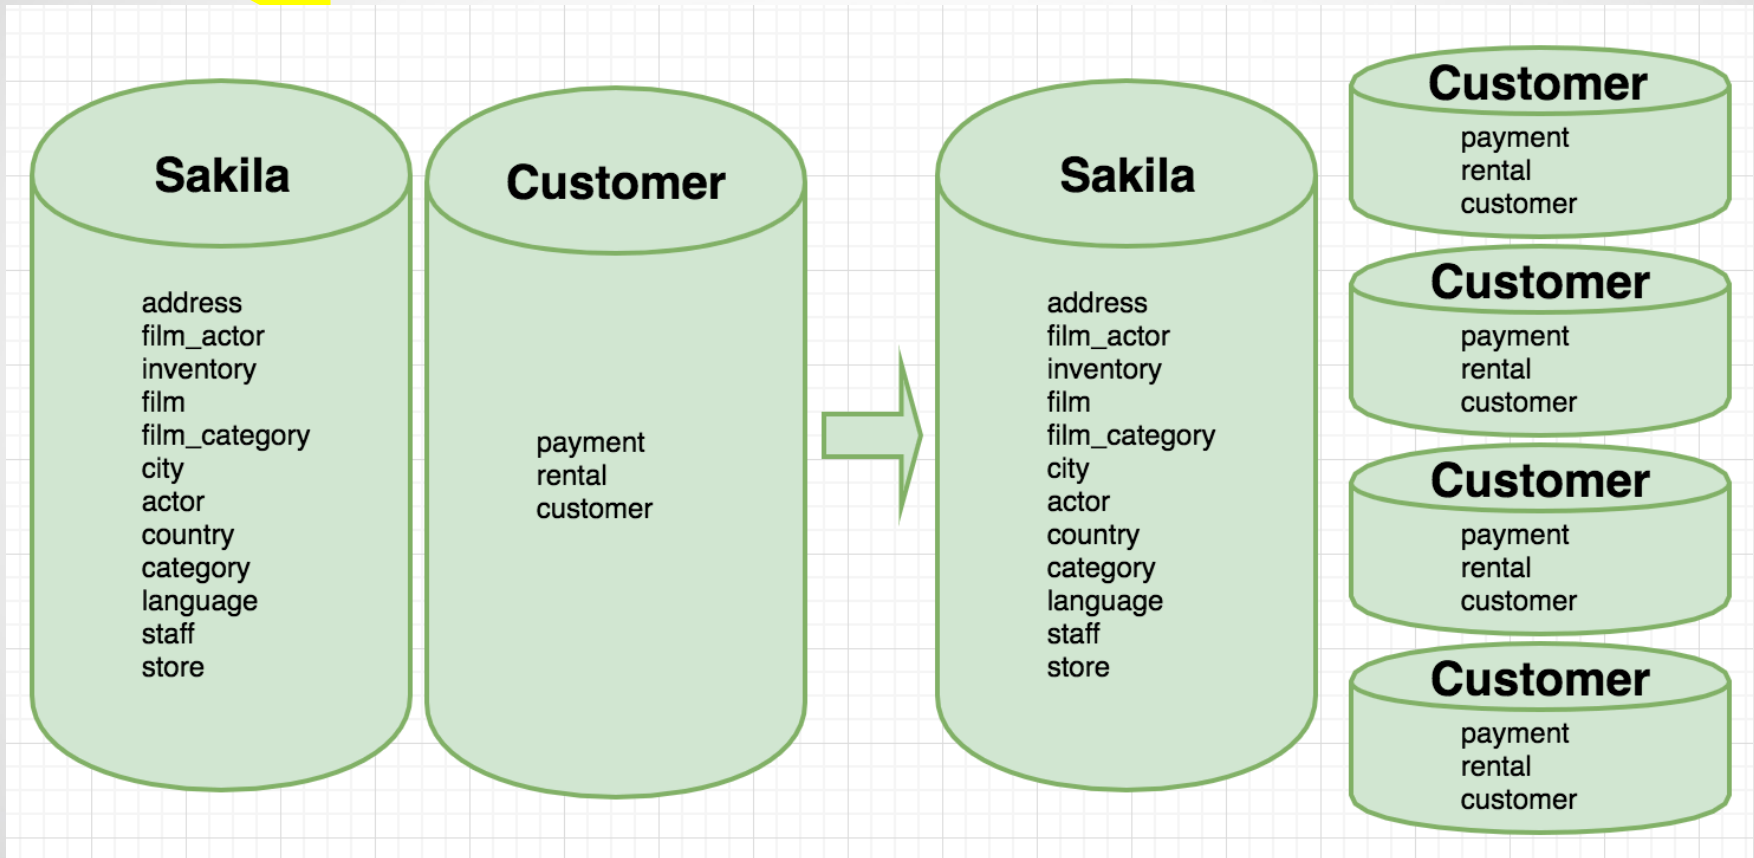 Sakila
address
film_actor
inventory
film
film_category
city
actor
country
category
language
staff
store
Customer
payment
rental
customer
Sakila
address
film_actor
inventory
film
film_category
city
actor
country
category
language
staff
store
Customer
payment
rental
customer
Customer
payment
rental
customer
Customer
payment
rental
customer
Customer
payment
rental
customer